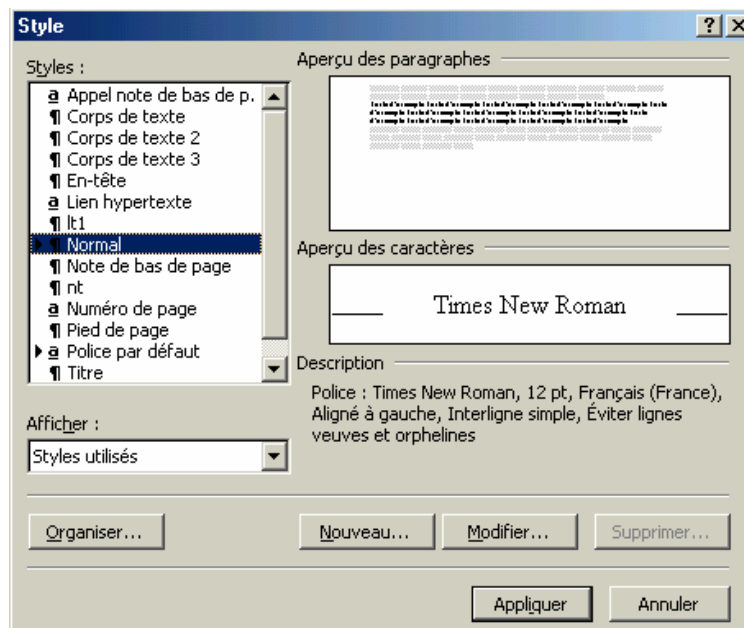 Style
Styles :
a Appel note de bas de p.
¶ Corps de texte
¶ Corps de texte 2
¶ Corps de texte 3
¶ En-tête
a Lien hypertexte
¶ lt1
¶ Normal
¶ Note de bas de page
¶ nt
a Numéro de page
¶ Pied de page
a Police par défaut
¶ Titre
Afficher :
Styles utilisés
Aperçu des paragraphes
Aperçu des caractères
Times New Roman
Description
Police : Times New Roman, 12 pt, Français (France),
Aligné à gauche, Interligne simple, Éviter lignes
veuves et orphelines
Organiser...
Nouveau...
Modifier...
Supprimer...
Appliquer
Annuler